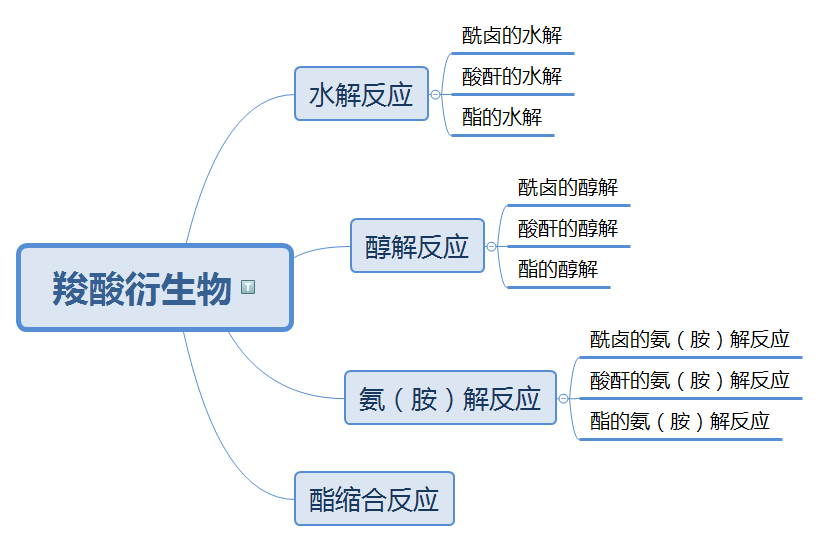 羧酸衍生物
水解反应
酰卤的水解
酸酐的水解
酯的水解
醇解反应
酰卤的醇解
酸酐的醇解
酯的醇解
氨（胺）解反应
酰卤的氨（胺）解反应
酸酐的氨（胺）解反应
酯的氨（胺）解反应
酯缩合反应